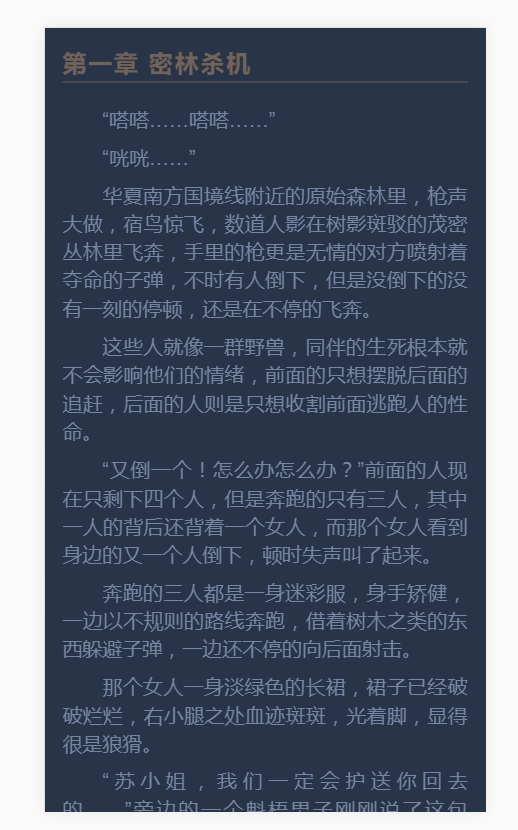 第一章 密林杀机
“嗒嗒……嗒嗒……”
“咣咣……”
华夏南方国境线附近的原始森林里，枪声
大做，宿鸟惊飞，数道人影在树影斑驳的茂密
丛林里飞奔，手里的枪更是无情的对方喷射着
夺命的子弹，不时有人倒下，但是没倒下的没
有一刻的停顿，还是在不停的飞奔。
这些人就像一群野兽，同伴的生死根本就
不会影响他们的情绪，前面的只想摆脱后面的
追赶，后面的人则是只想收割前面逃跑人的性
命。
“又倒一个！怎么办怎么办？”前面的人现
在只剩下四个人，但是奔跑的只有三人，其中
一人的背后还背着一个女人，而那个女人看到
身边的又一个人倒下，顿时失声叫了起来。
奔跑的三人都是一身迷彩服，身手矫健，
一边以不规则的路线奔跑，借着树木之类的东
西躲避子弹，一边还不停的向后面射击。
那个女人一身淡绿色的长裙，裙子已经破
破烂烂，右小腿之处血迹斑斑，光着脚，显得
很是狼狷。
“苏小姐，我们一定会护送你回去
的……”旁边的一个魁梧男子刚刚说了这句